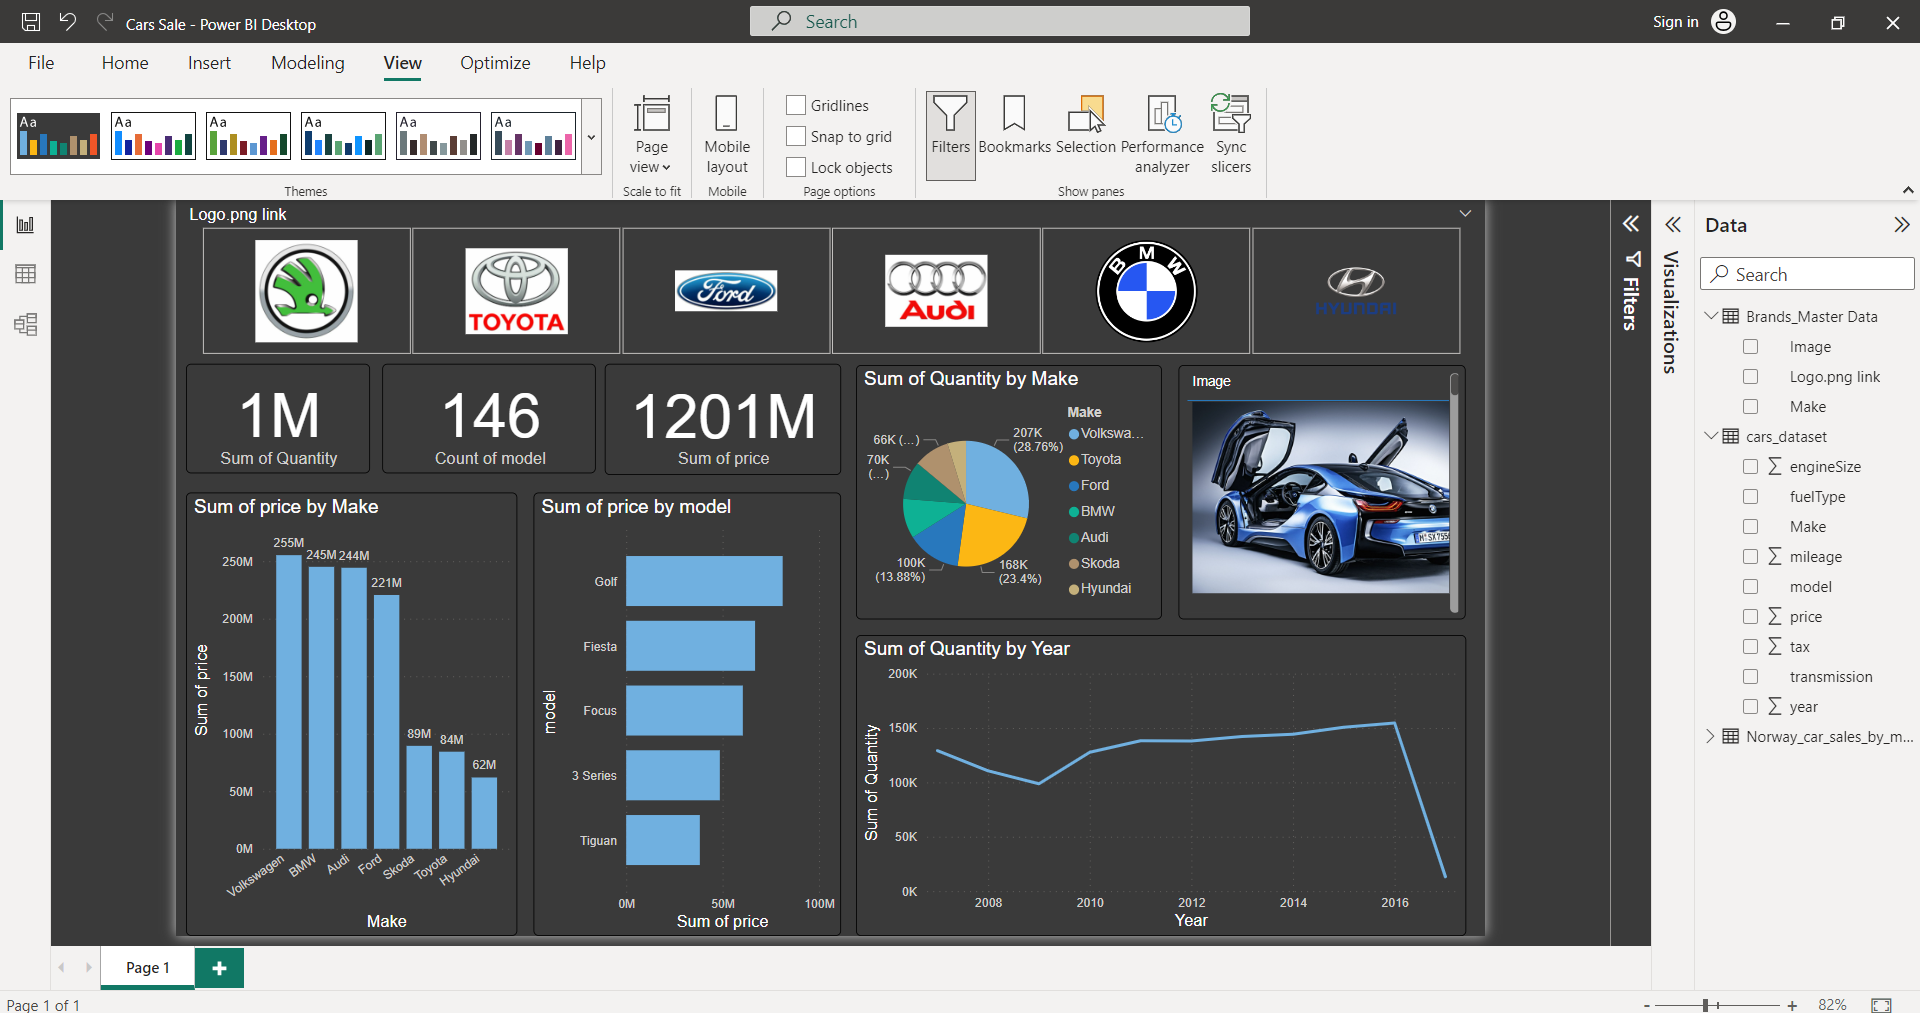 Cars Sale - Power BI Desktop
Search
Sign in
File Home Insert Modeling View Optimize Help
Aa Aa Aa Aa Aa Aa
Themes
Page view
Scale to fit
Mobile layout
Mobile
Gridlines
Snap to grid
Lock objects
Page options
Filters
Bookmarks
Selection
Performance analyzer
Sync slicers
Show panes
Logo.png link
TOYOTA
Ford
Audi
BMW
HYUNDAI
1M
Sum of Quantity
146
Count of model
1201M
Sum of price
Sum of Quantity by Make
66K (...)
70K
(...)
100K
(13.88%)
168K
(23.4%)
207K
(28.76%)
Make
Volkswa...
Toyota
Ford
BMW
Audi
Skoda
Hyundai
Image
Sum of price by Make
Sum of price
250M
200M
150M
100M
50M
0M
255M
245M
244M
221M
89M
84M
62M
Volkswagen
BMW
Audi
Ford
Skoda
Toyota
Hyundai
Make
Sum of price by model
model
Golf
Fiesta
Focus
3 Series
Tiguan
0M 50M 100M
Sum of price
Sum of Quantity by Year
Sum of Quantity
200K
150K
100K
50K
0K
2008 2010 2012 2014 2016
Year
Filters
Visualizations
Data
Search
Brands_Master Data
Image
Logo.png link
Make
cars_dataset
engineSize
fuelType
Make
mileage
model
price
tax
transmission
year
Norway_car_sales_by_m...
Page 1
Page 1 of 1
82%